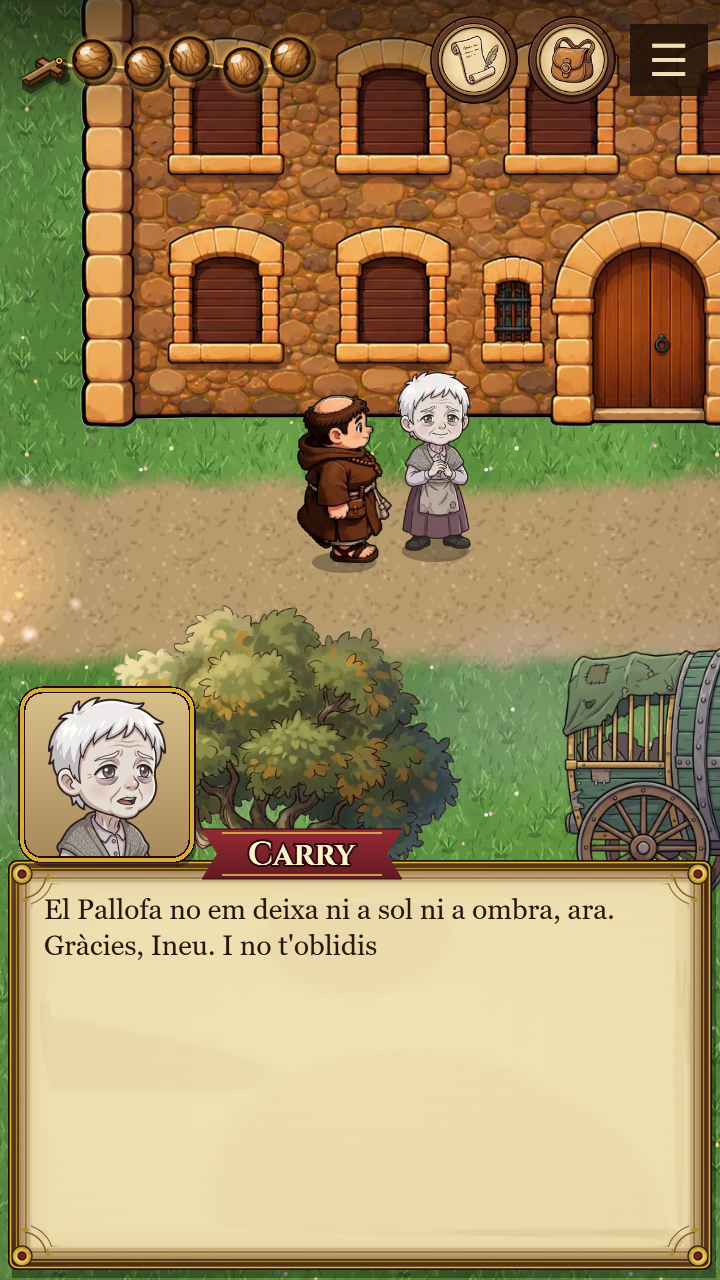 Carry
El Pallofa no em deixa ni a sol ni a ombra, ara.
Gràcies, Ineu. I no t'oblidis